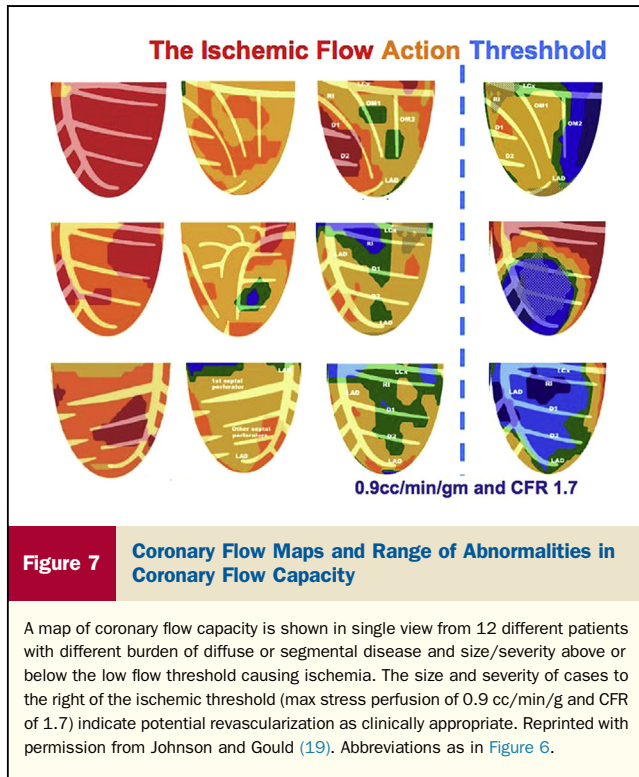 The Ischemic Flow Action Threshhold
LCx
RI
OM1
OM2
D1
D2
LAD
LCx
RI
OM1
OM2
D1
D2
LAD
LCx
RI
LAD
D1
D2
LAD
LAD
1st septal
perforator
Other septal
perforators
LAD
LCx
LAD
RI
D1
D2
LAD
LCx
LAD
RI
D1
D2
LAD
0.9cc/min/gm and CFR 1.7
Figure 7
Coronary Flow Maps and Range of Abnormalities in
Coronary Flow Capacity
A map of coronary flow capacity is shown in single view from 12 different patients
with different burden of diffuse or segmental disease and size/severity above or
below the low flow threshold causing ischemia. The size and severity of cases to
the right of the ischemic threshold (max stress perfusion of 0.9 cc/min/g and CFR
of 1.7) indicate potential revascularization as clinically appropriate. Reprinted with
permission from Johnson and Gould (19). Abbreviations as in Figure 6.